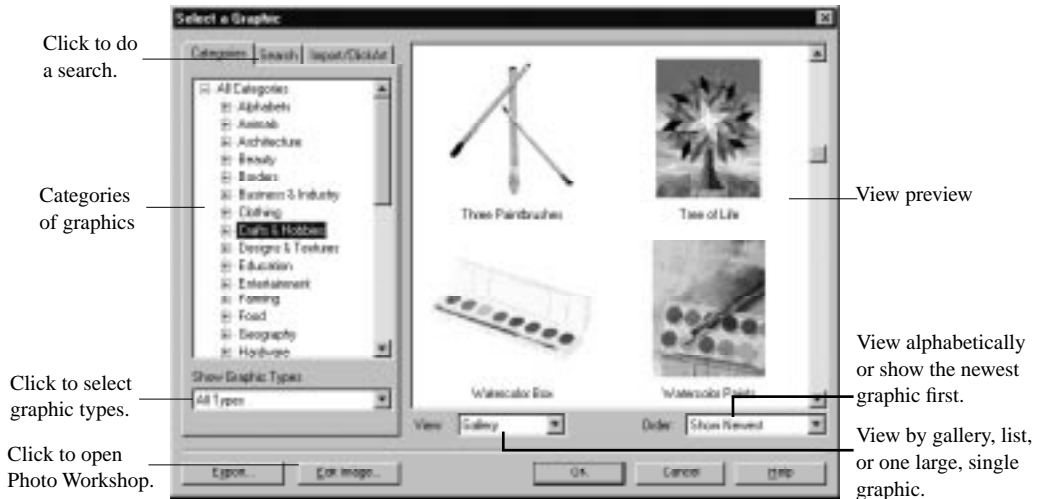 Select a Graphic
Click to do
a search.
Categories
Search
Import/ClickArt
All Categories
Alphabets
Animals
Architecture
Beauty
Borders
Business & Industry
Clothing
Crafts & Hobbies
Designs & Textures
Education
Entertainment
Farming
Food
Geography
Hardware
Categories
of graphics
Three Paintbrushes
Tree of Life
View preview
Watercolor Box
Watercolor Paints
Show Graphic Types
All Types
Click to select
graphic types.
View: Gallery
Order: Show Newest
View alphabetically
or show the newest
graphic first.
View by gallery, list,
or one large, single
graphic.
Click to open
Photo Workshop.
Export...
Edit Image...
OK
Cancel
Help